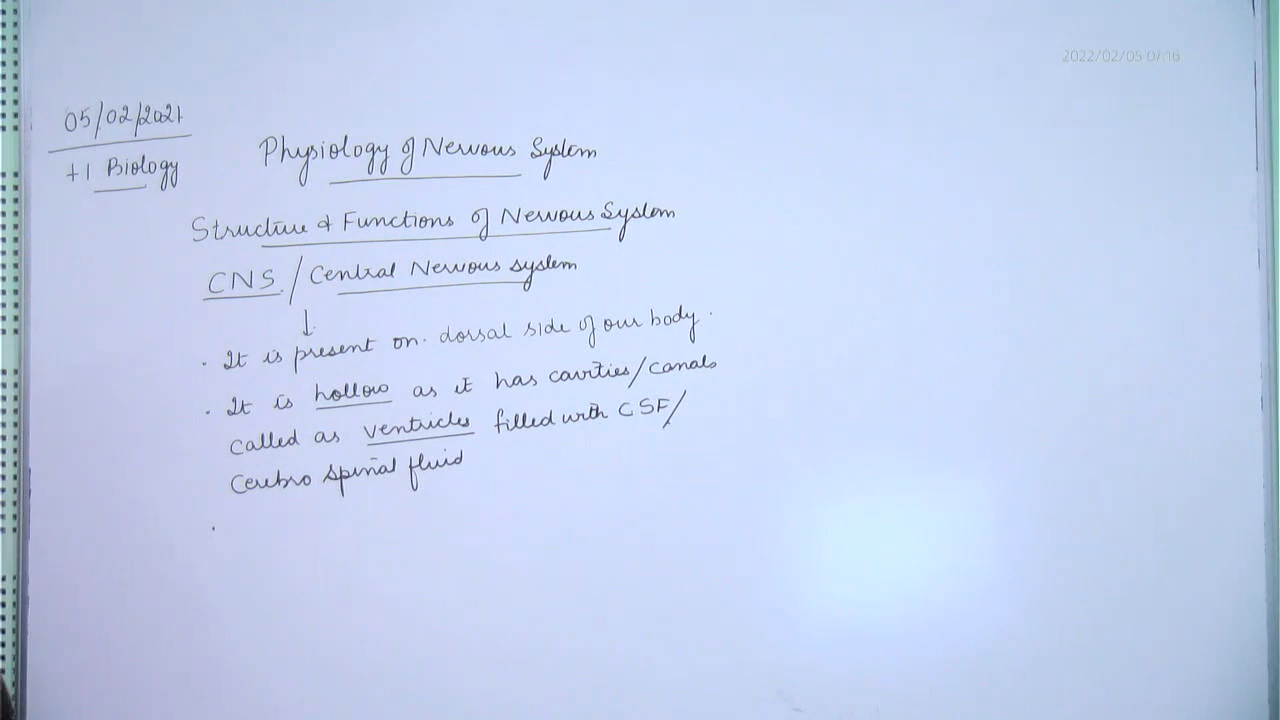 2022/02/05 07:16
05/02/2021
+1 Biology
Physiology of Nervous System
Structure & Functions of Nervous System
CNS / Central Nervous system
↓
. It is present on dorsal side of our body.
. It is hollow as it has cavities/canals
called as ventricles filled with CSF/
Cerebro spinal fluid
.